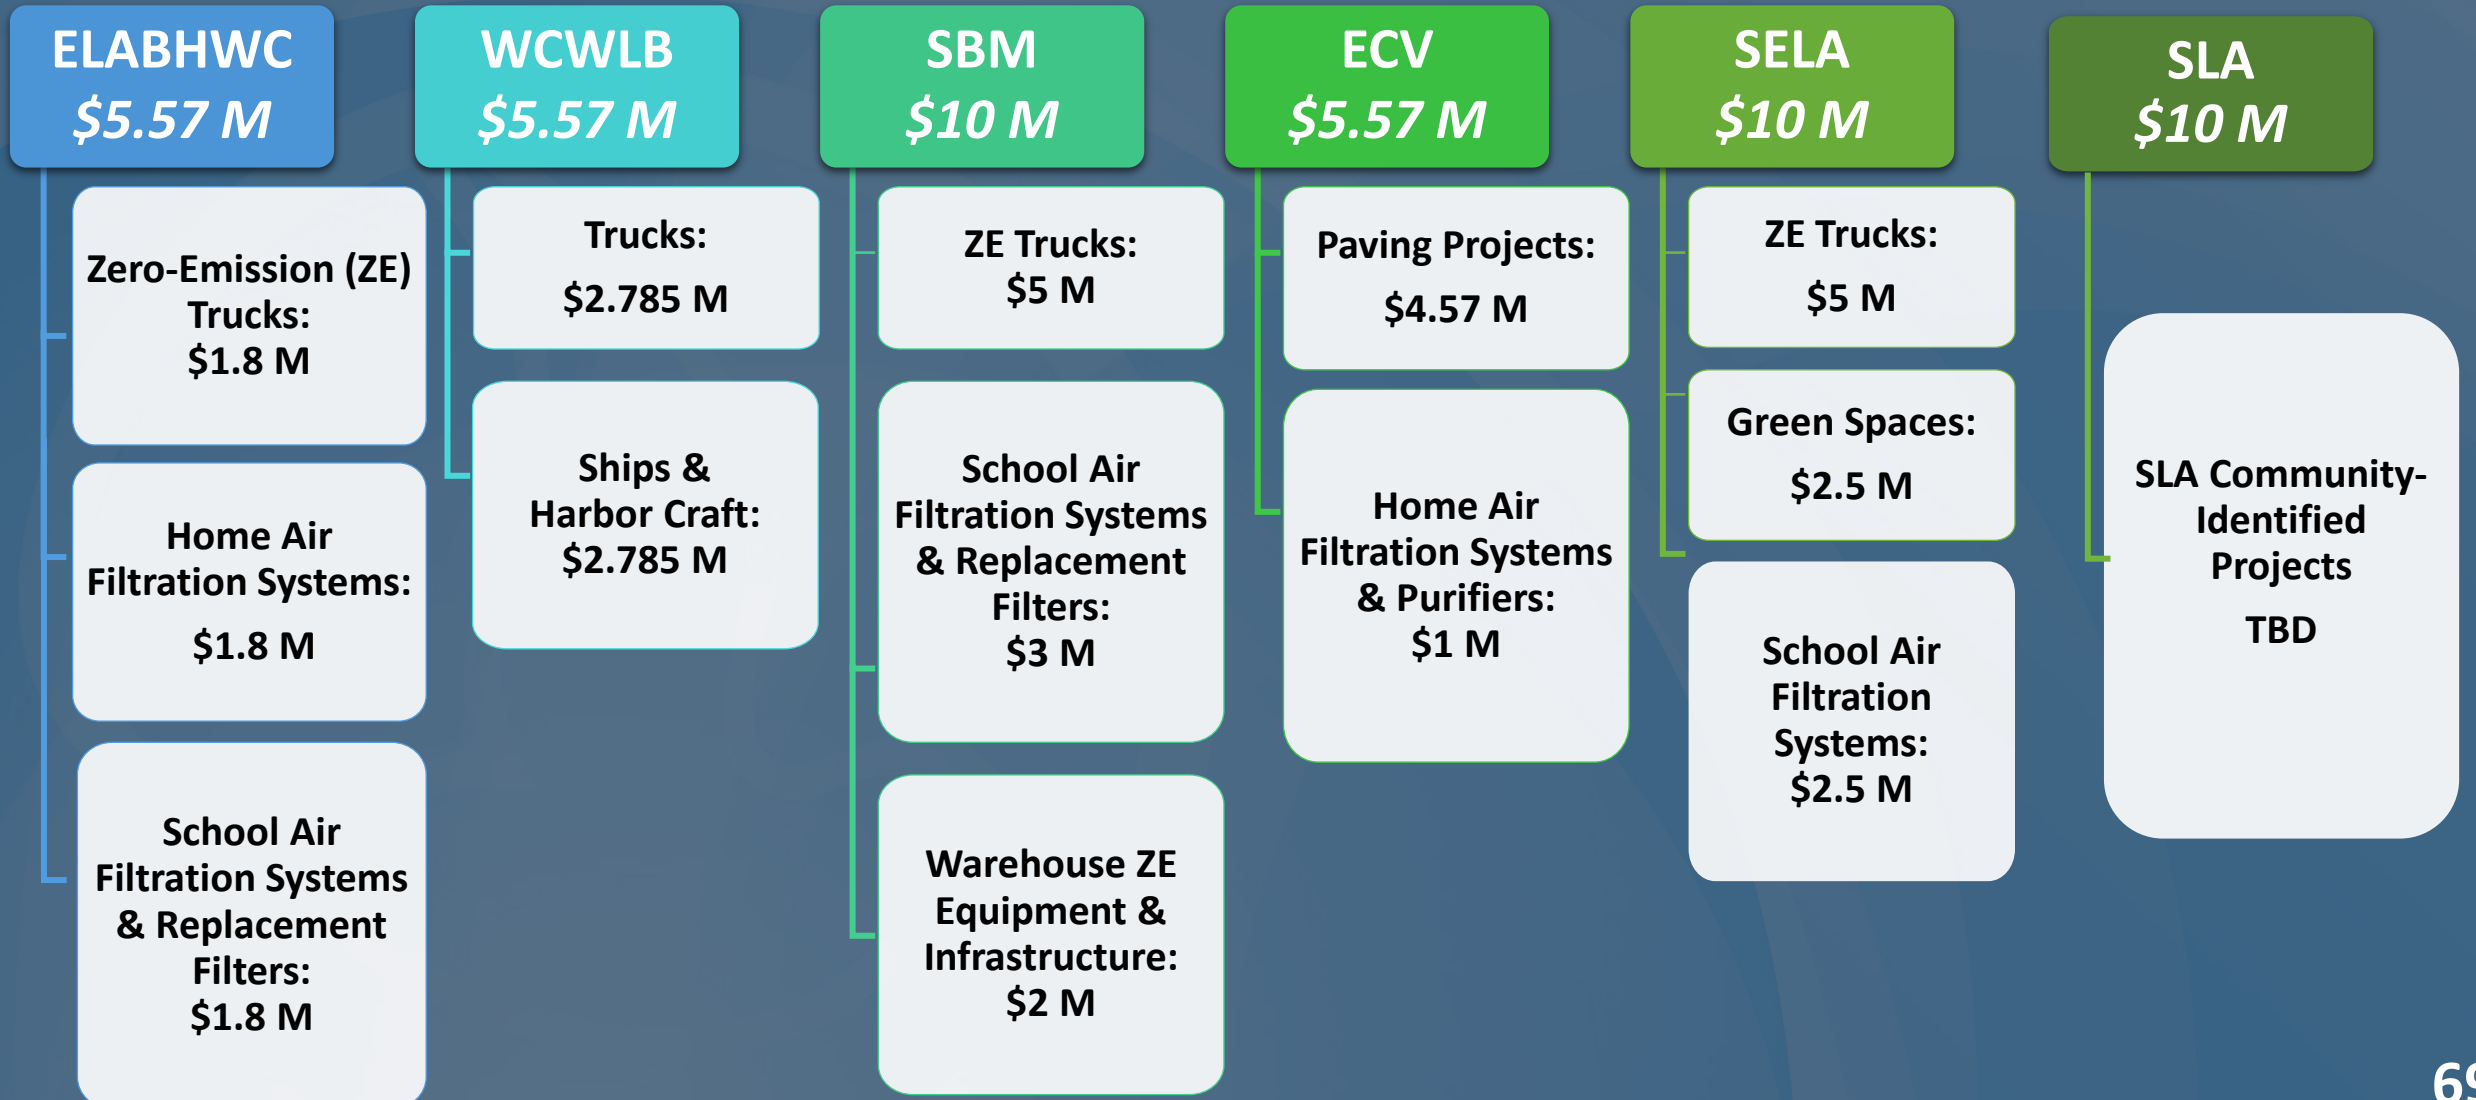 ELABHWC
$5.57 M
Zero-Emission (ZE)
Trucks:
$1.8 M
Home Air
Filtration Systems:
$1.8 M
School Air
Filtration Systems
& Replacement
Filters:
$1.8 M
WCWLB
$5.57 M
Trucks:
$2.785 M
Ships &
Harbor Craft:
$2.785 M
SBM
$10 M
ZE Trucks:
$5 M
School Air
Filtration Systems
& Replacement
Filters:
$3 M
Warehouse ZE
Equipment &
Infrastructure:
$2 M
ECV
$5.57 M
Paving Projects:
$4.57 M
Home Air
Filtration Systems
& Purifiers:
$1 M
SELA
$10 M
ZE Trucks:
$5 M
Green Spaces:
$2.5 M
School Air
Filtration
Systems:
$2.5 M
SLA
$10 M
SLA Community-
Identified
Projects
TBD
69